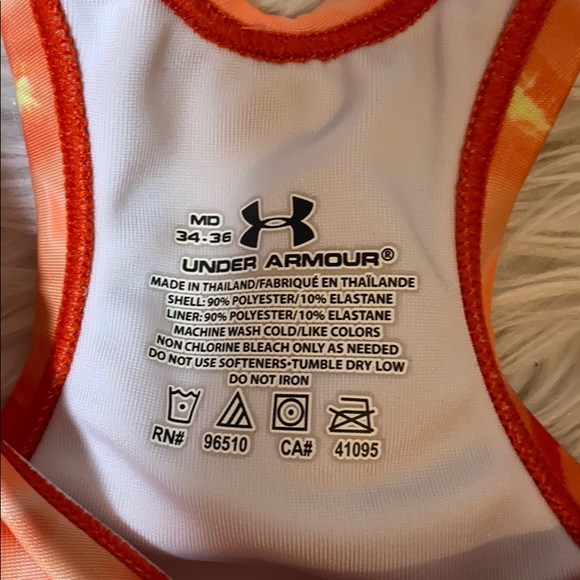 MD
34-36
UNDER ARMOUR®
MADE IN THAILAND/FABRIQUÉ EN THAÏLANDE
SHELL: 90% POLYESTER/10% ELASTANE
LINER: 90% POLYESTER/10% ELASTANE
MACHINE WASH COLD/LIKE COLORS
NON CHLORINE BLEACH ONLY AS NEEDED
DO NOT USE SOFTENERS•TUMBLE DRY LOW
DO NOT IRON
RN# 96510 CA# 41095